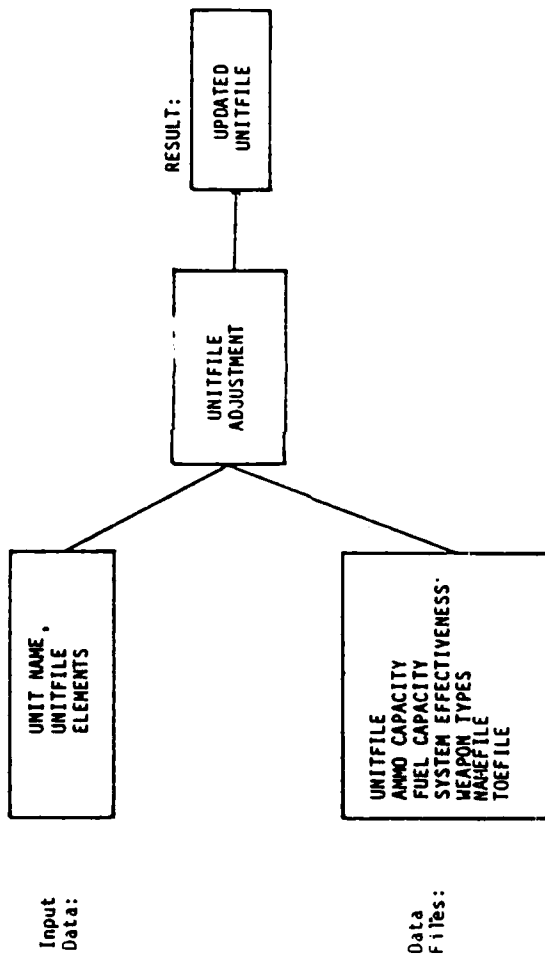 Input
Data:
UNIT NAME,
UNITFILE
ELEMENTS
Data
Files:
UNITFILE
AMMO CAPACITY
FUEL CAPACITY
SYSTEM EFFECTIVENESS
WEAPON TYPES
NAMEFILE
TOEFILE
UNITFILE
ADJUSTMENT
RESULT:
UPDATED
UNITFILE